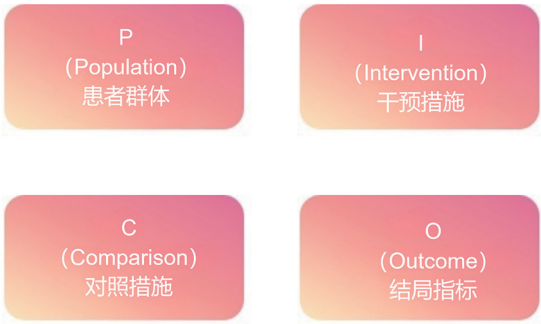 P
（Population）
患者群体
I
（Intervention）
干预措施
C
（Comparison）
对照措施
O
（Outcome）
结局指标